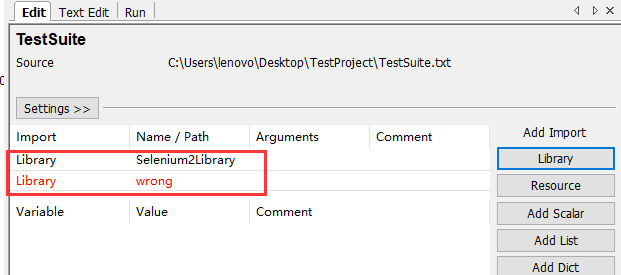 Edit Text Edit Run
TestSuite
Source C:\Users\lenovo\Desktop\TestProject\TestSuite.txt
Settings >>
Import Name / Path Arguments Comment Add Import
Library Selenium2Library Library
Library wrong Resource
Variable Value Comment Add Scalar
Add List
Add Dict